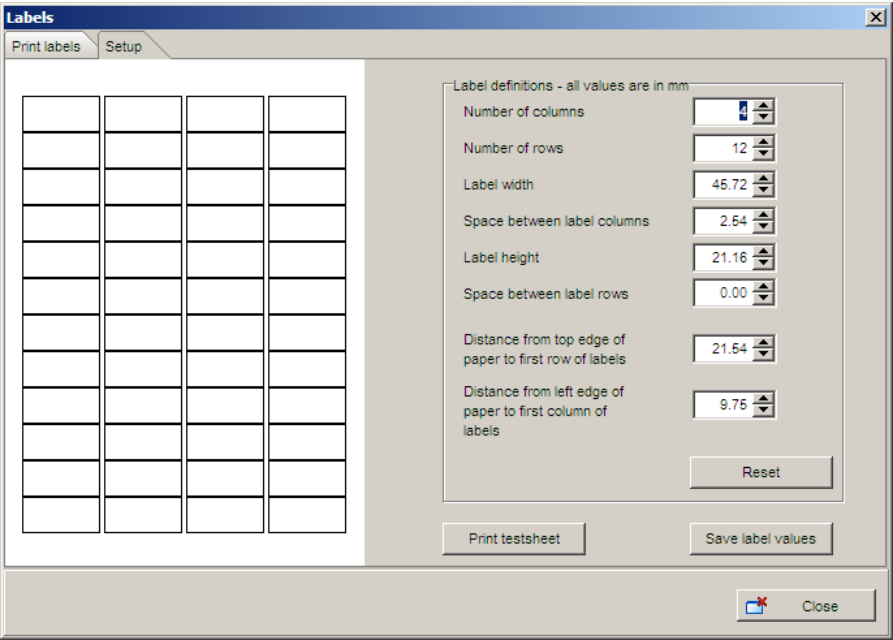 Labels
Print labels
Setup
Label definitions - all values are in mm
Number of columns 4
Number of rows 12
Label width 45.72
Space between label columns 2.54
Label height 21.16
Space between label rows 0.00
Distance from top edge of
paper to first row of labels 21.54
Distance from left edge of
paper to first column of 9.75
labels
Reset
Print testsheet
Save label values
Close